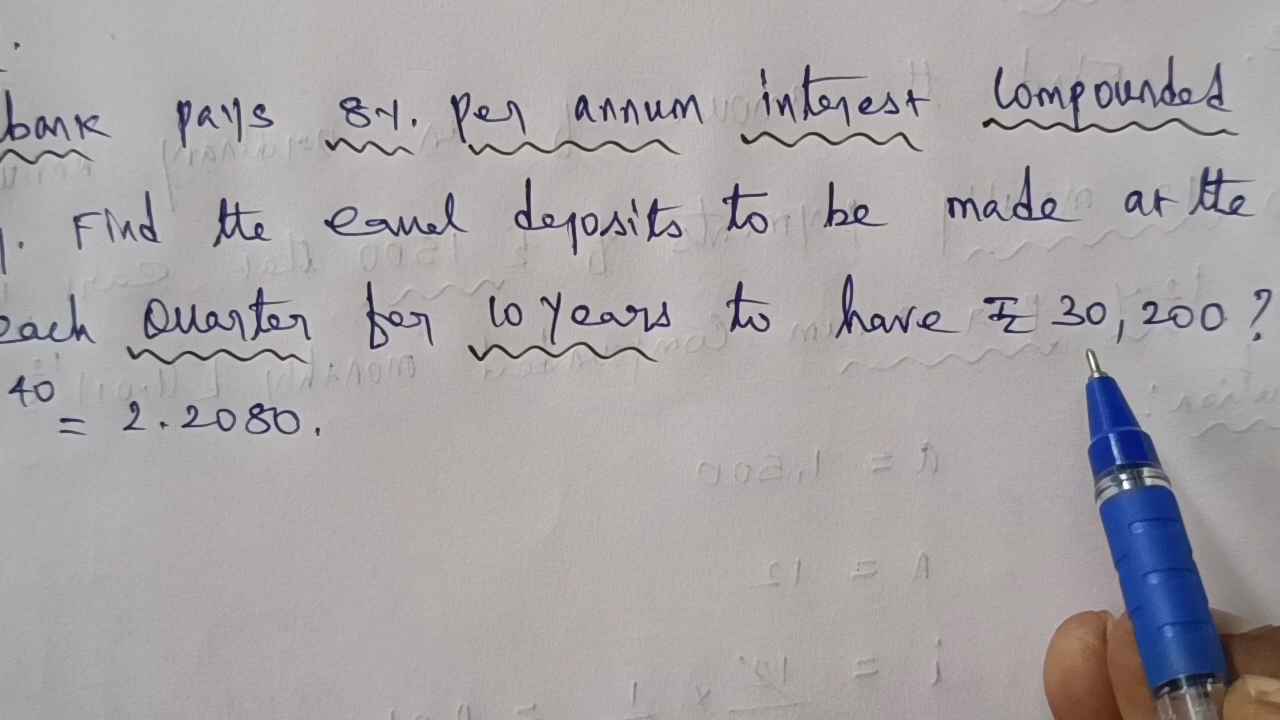 bank pays 8%. per annum interest compounded
y. Find the equal deposits to be made at the
each Quarter for 10 years to have ₹ 30,200?
40 = 2.2080.